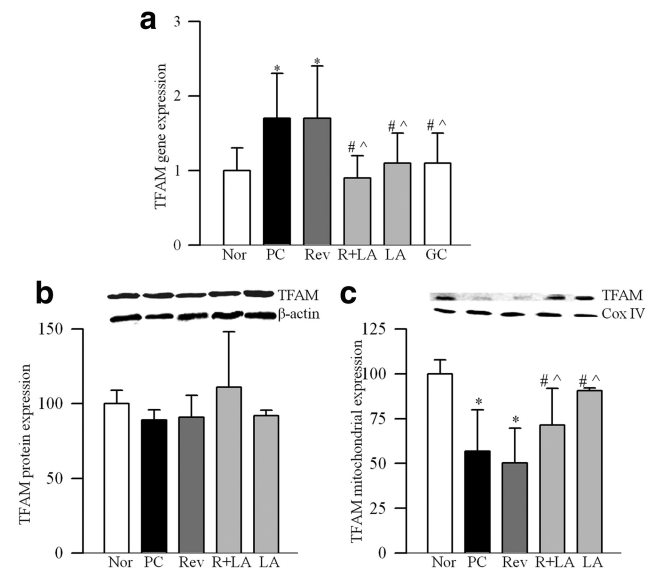 a
3
2
1
0
TFAM gene expression
* *
# ^ # ^ # ^
Nor PC Rev R+LA LA GC
b
TFAM
β-actin
150
100
50
0
TFAM protein expression
Nor PC Rev R+LA LA
c
TFAM
Cox IV
125
100
75
50
25
0
TFAM mitochondrial expression
* *
# ^ # ^
Nor PC Rev R+LA LA